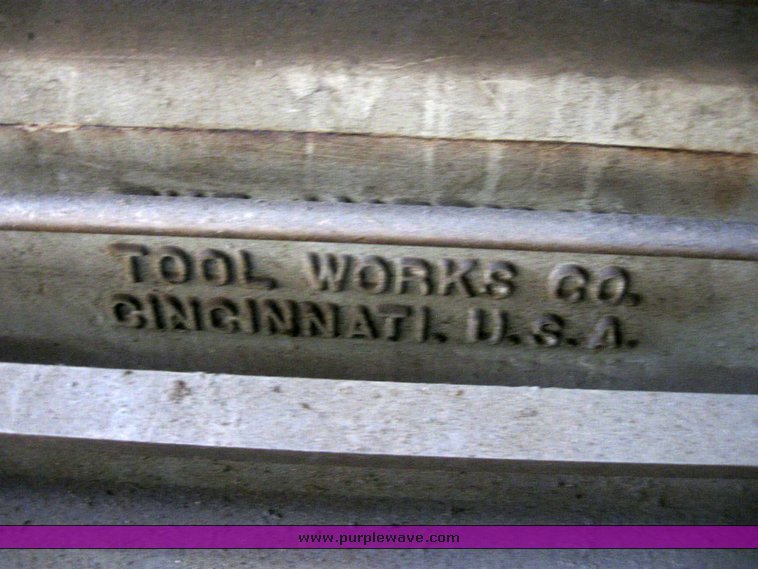 TOOL WORKS CO.
CINCINNATI. U.S.A.
www.purplewave.com